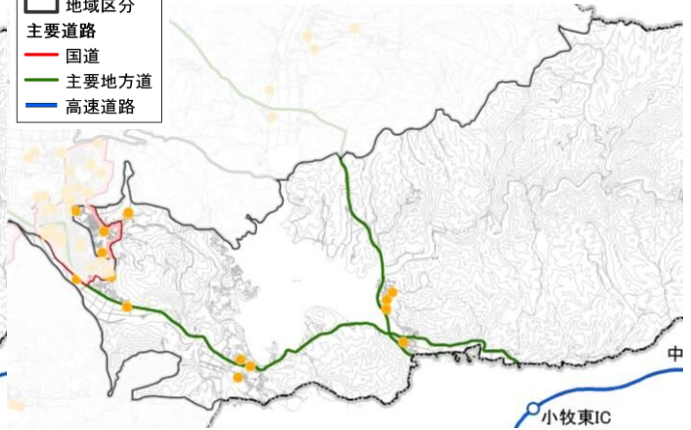 地域区分
主要道路
国道
主要地方道
高速道路
中
小牧東IC